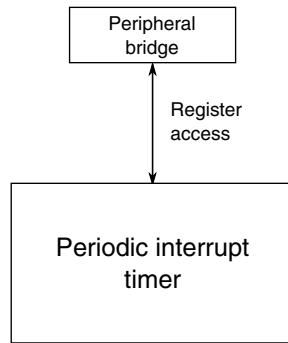 Peripheral
bridge
Register
access
Periodic interrupt
timer